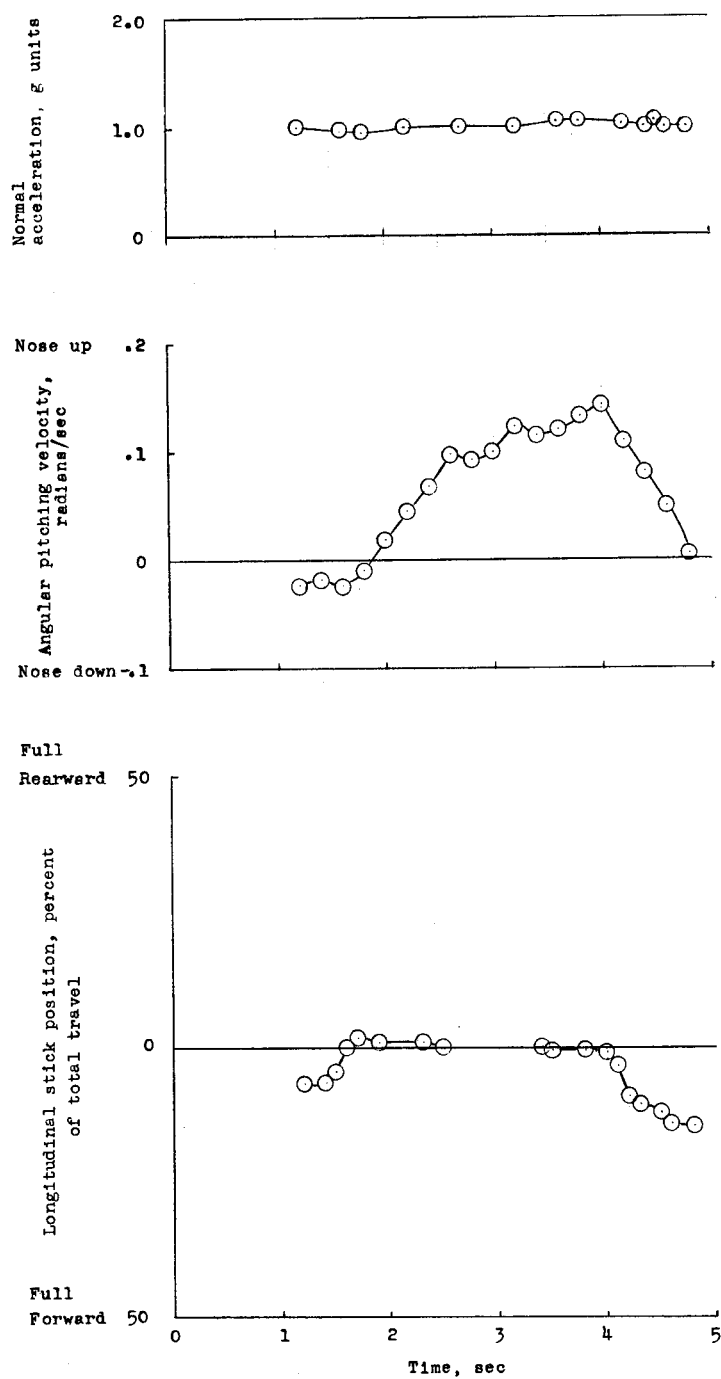 2.0
Normal
acceleration, g units
1.0
0
Nose up .2
Angular pitching velocity,
radians/sec
.1
0
Nose down -.1
Full
Rearward 50
Longitudinal stick position, percent
of total travel
0
Full
Forward 50
0 1 2 3 4 5
Time, sec